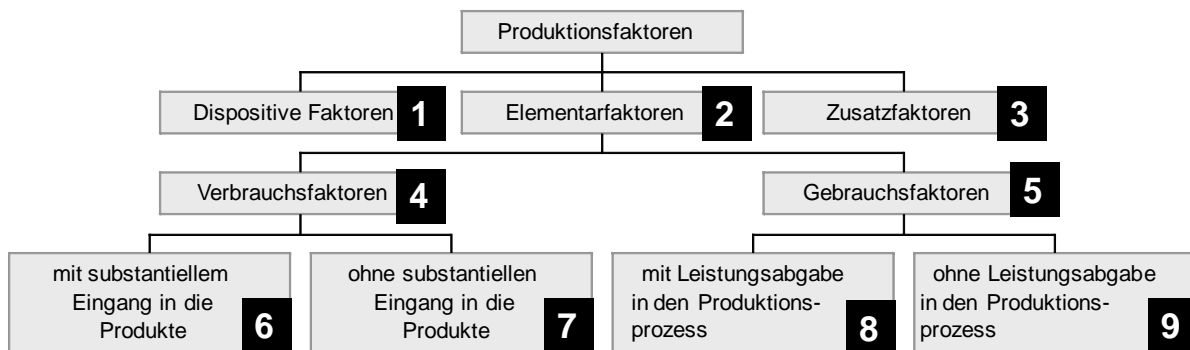 Produktionsfaktoren
Dispositive Faktoren 1
Elementarfaktoren 2
Zusatzfaktoren 3
Verbrauchsfaktoren 4
Gebrauchsfaktoren 5
mit substantiellem
Eingang in die
Produkte 6
ohne substantiellen
Eingang in die
Produkte 7
mit Leistungsabgabe
in den Produktions-
prozess 8
ohne Leistungsabgabe
in den Produktions-
prozess 9